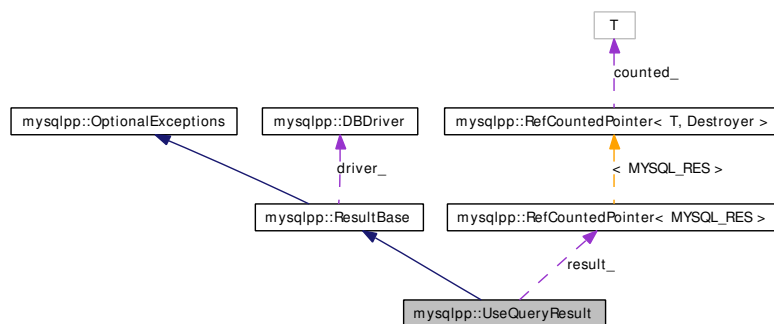 T
counted_
mysqlpp::OptionalExceptions
mysqlpp::DBDriver
mysqlpp::RefCountedPointer< T, Destroyer >
driver_
< MYSQL_RES >
mysqlpp::ResultBase
mysqlpp::RefCountedPointer< MYSQL_RES >
result_
mysqlpp::UseQueryResult